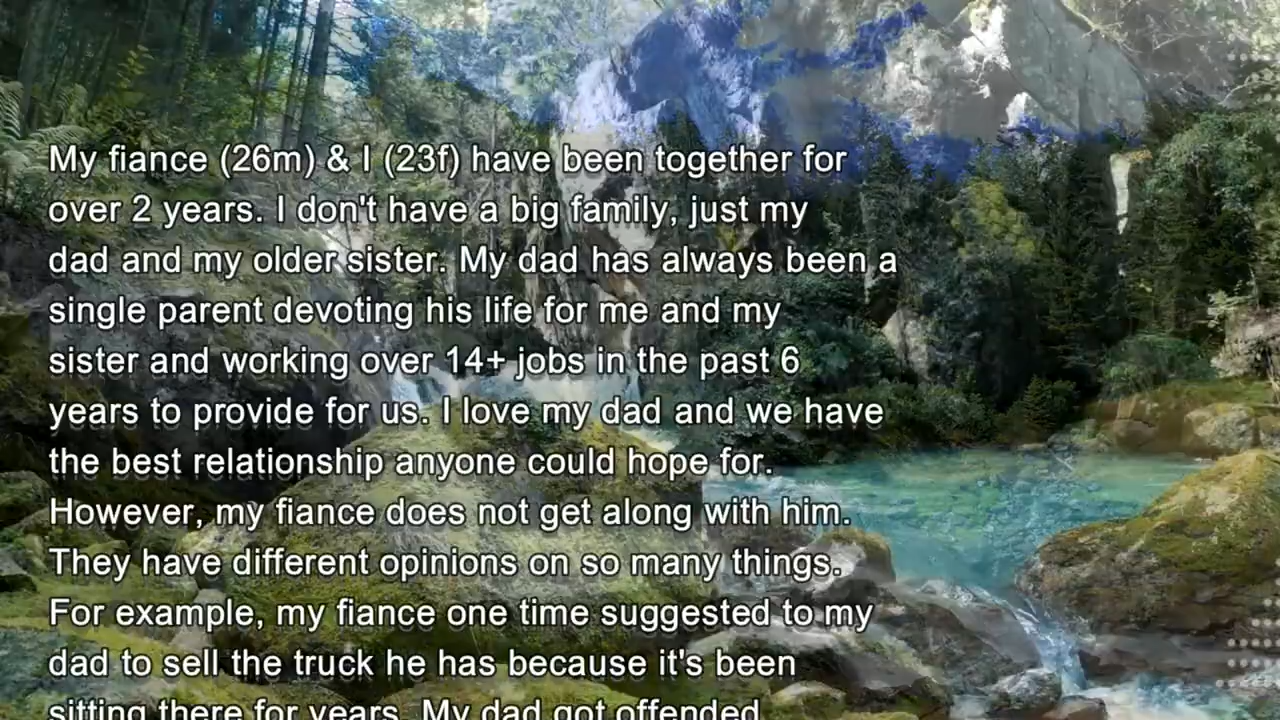 My fiance (26m) & I (23f) have been together for
over 2 years. I don't have a big family, just my
dad and my older sister. My dad has always been a
single parent devoting his life for me and my
sister and working over 14+ jobs in the past 6
years to provide for us. I love my dad and we have
the best relationship anyone could hope for.
However, my fiance does not get along with him.
They have different opinions on so many things.
For example, my fiance one time suggested to my
dad to sell the truck he has because it's been
sitting there for years. My dad got offended